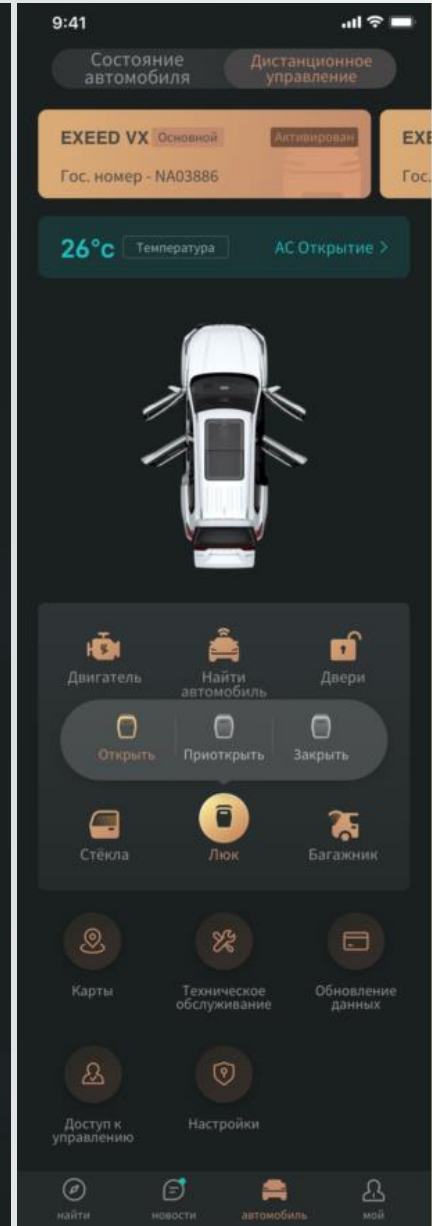 9:41
Состояние
автомобиля
Дистанционное
управление
EXEED VX Основной Активирован
Гос. номер - NA03886
EXE
Гос.
26°c Температура AC Открытие >
Двигатель
Найти
автомобиль
Двери
Открыть
Приоткрыть
Закрыть
Стёкла
Люк
Багажник
Карты
Техническое
обслуживание
Обновление
данных
Доступ к
управлению
Настройки
найти
новости
автомобиль
мой